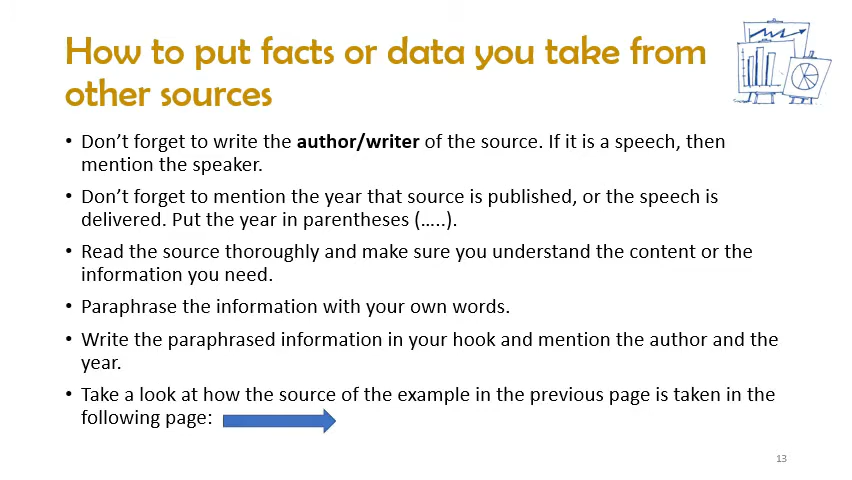 How to put facts or data you take from
other sources
• Don’t forget to write the author/writer of the source. If it is a speech, then
mention the speaker.
• Don’t forget to mention the year that source is published, or the speech is
delivered. Put the year in parentheses (…..).
• Read the source thoroughly and make sure you understand the content or the
information you need.
• Paraphrase the information with your own words.
• Write the paraphrased information in your hook and mention the author and the
year.
• Take a look at how the source of the example in the previous page is taken in the
following page:
13